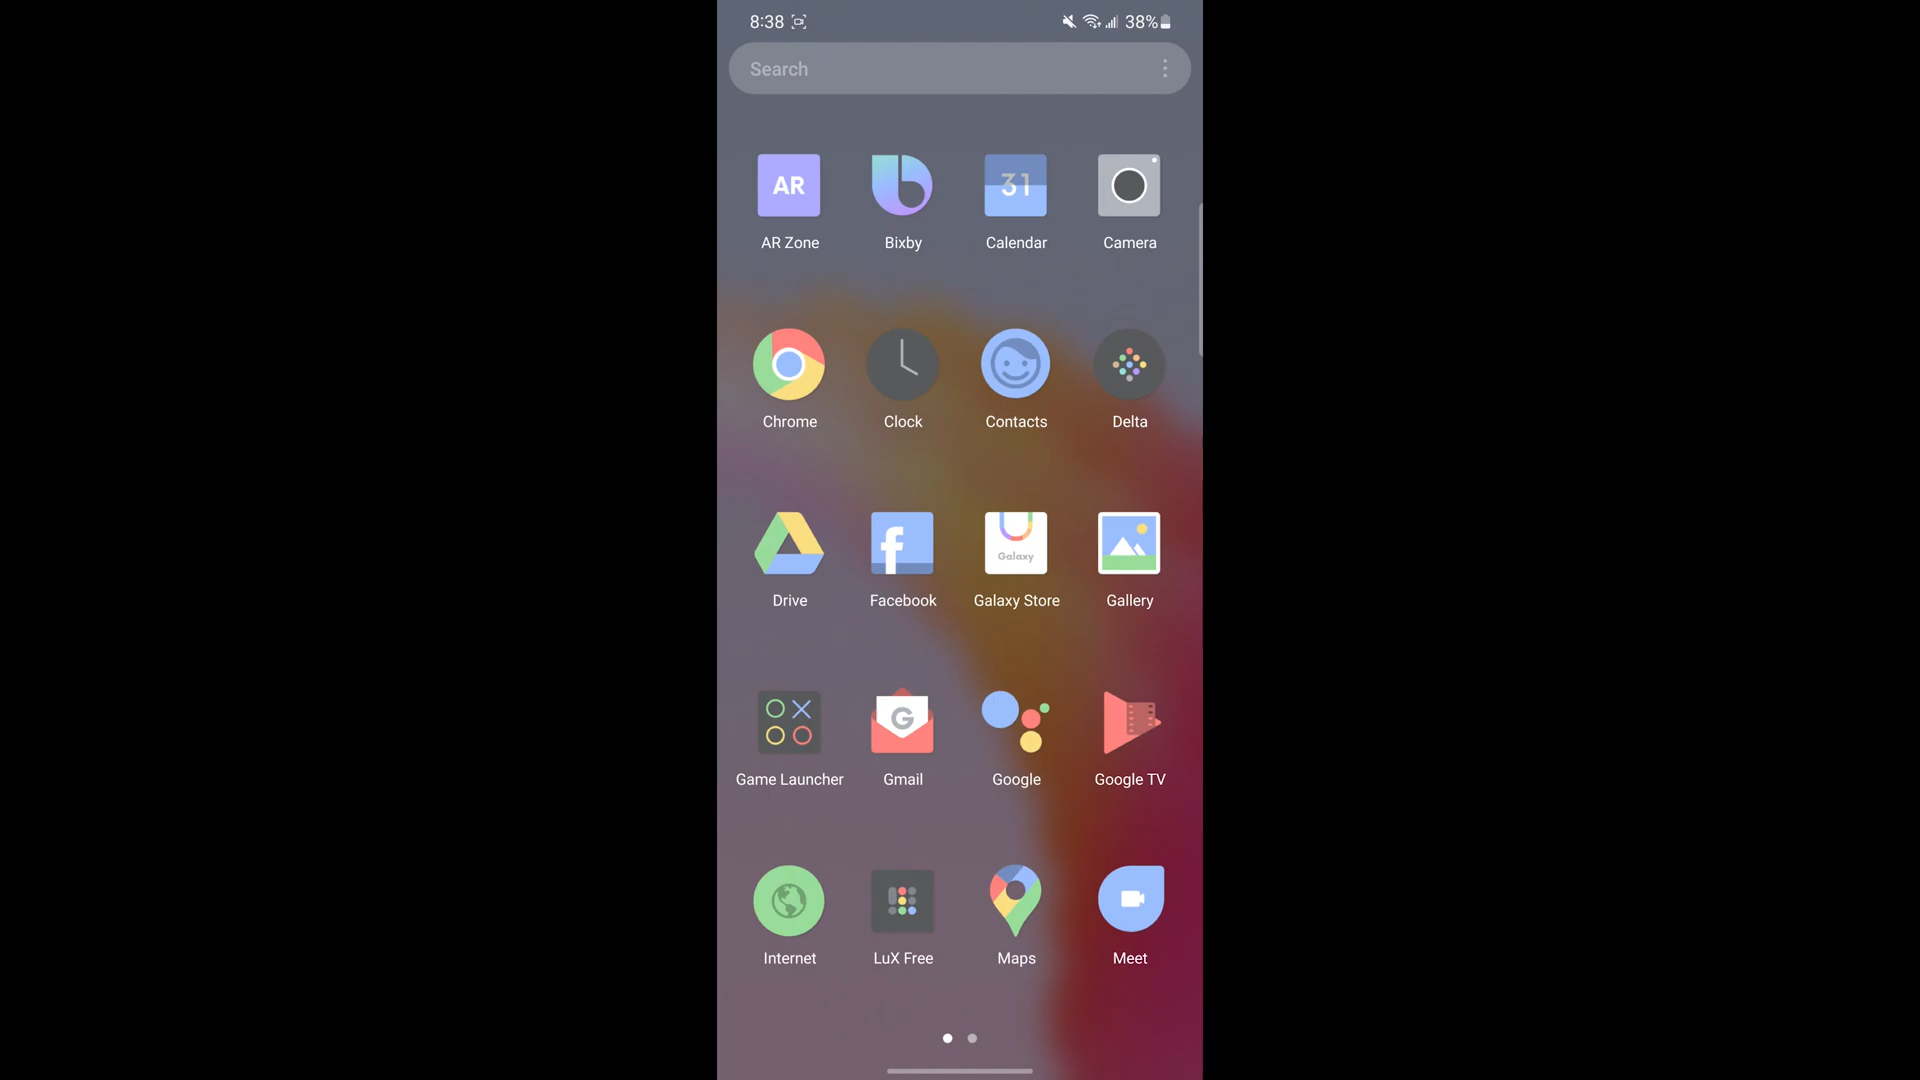 8:38 38%
Search
AR 31
AR Zone Bixby Calendar Camera
Chrome Clock Contacts Delta
Galaxy
Drive Facebook Galaxy Store Gallery
G
Game Launcher Gmail Google Google TV
Internet LuX Free Maps Meet